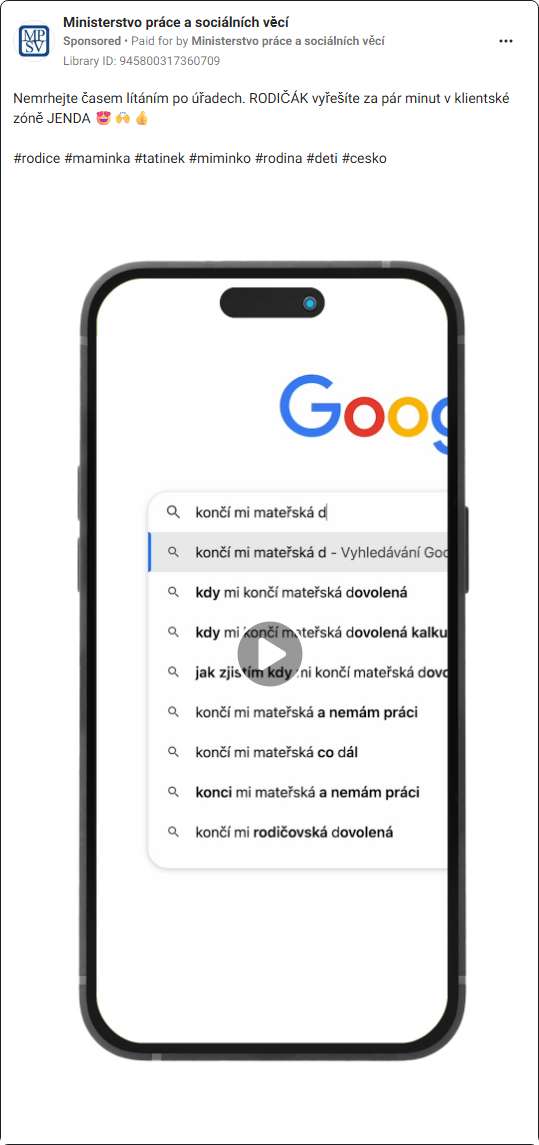 Ministerstvo práce a sociálních věcí
Sponsored • Paid for by Ministerstvo práce a sociálních věcí
Library ID: 945800317360709
MP
SV
Nemrhejte časem lítáním po úřadech. RODIČÁK vyřešíte za pár minut v klientské
zóně JENDA 🤩 🙌 👍
#rodice #maminka #tatinek #miminko #rodina #deti #cesko
Goog
končí mi mateřská d
končí mi mateřská d - Vyhledávání Goo
kdy mi končí mateřská dovolená
kdy mi končí mateřská dovolená kalku
jak zjistím kdy mi končí mateřská dovo
končí mi mateřská a nemám práci
končí mi mateřská co dál
konci mi mateřská a nemám práci
končí mi rodičovská dovolená